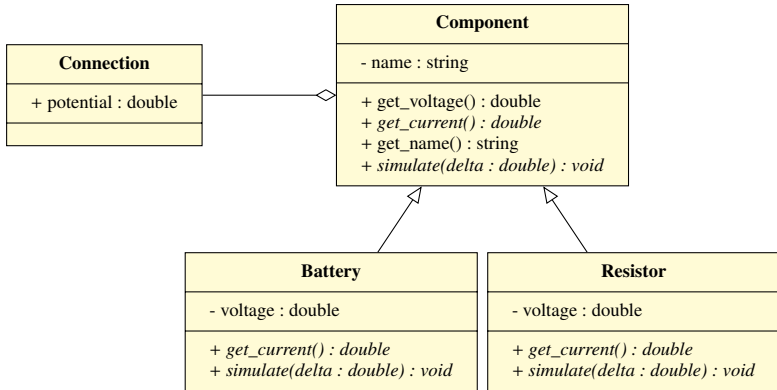 Component
- name : string
+ get_voltage() : double
+ get_current() : double
+ get_name() : string
+ simulate(delta : double) : void
Connection
+ potential : double
Battery
- voltage : double
+ get_current() : double
+ simulate(delta : double) : void
Resistor
- voltage : double
+ get_current() : double
+ simulate(delta : double) : void